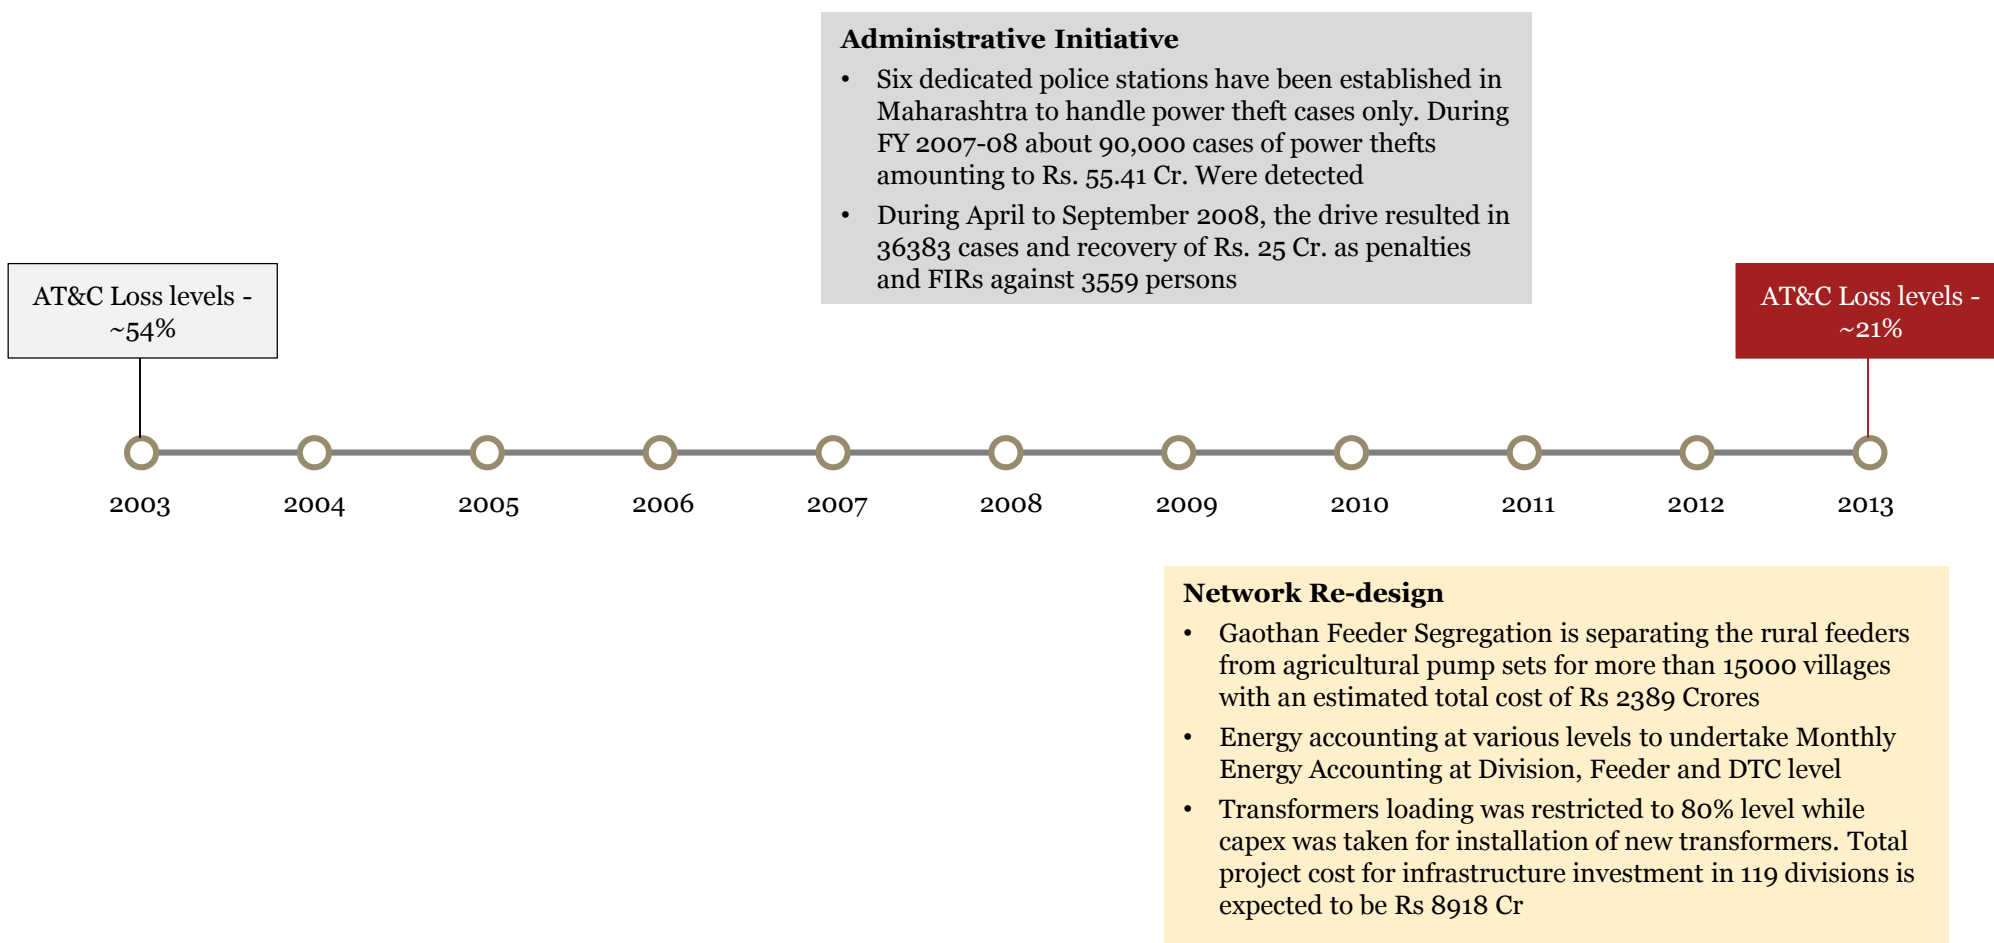 Administrative Initiative
• Six dedicated police stations have been established in
Maharashtra to handle power theft cases only. During
FY 2007-08 about 90,000 cases of power thefts
amounting to Rs. 55.41 Cr. Were detected
• During April to September 2008, the drive resulted in
36383 cases and recovery of Rs. 25 Cr. as penalties
and FIRs against 3559 persons
AT&C Loss levels -
~54%
AT&C Loss levels -
~21%
2003 2004 2005 2006 2007 2008 2009 2010 2011 2012 2013
Network Re-design
• Gaothan Feeder Segregation is separating the rural feeders
from agricultural pump sets for more than 15000 villages
with an estimated total cost of Rs 2389 Crores
• Energy accounting at various levels to undertake Monthly
Energy Accounting at Division, Feeder and DTC level
• Transformers loading was restricted to 80% level while
capex was taken for installation of new transformers. Total
project cost for infrastructure investment in 119 divisions is
expected to be Rs 8918 Cr